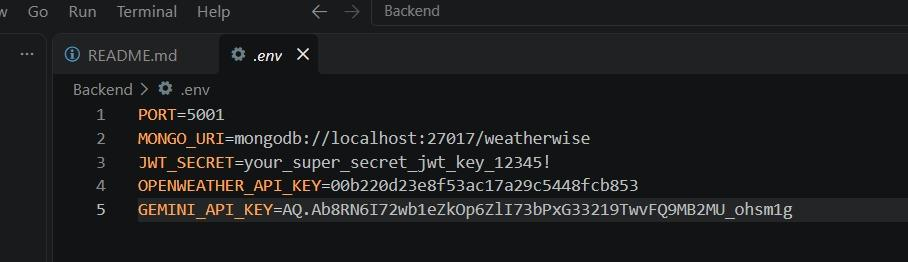 w Go Run Terminal Help ← → Backend
... README.md .env ×
Backend > .env
1 PORT=5001
2 MONGO_URI=mongodb://localhost:27017/weatherwise
3 JWT_SECRET=your_super_secret_jwt_key_12345!
4 OPENWEATHER_API_KEY=00b220d23e8f53ac17a29c5448fcb853
5 GEMINI_API_KEY=AQ.Ab8RN6I72wb1eZkOp6ZlI73bPxG33219TwvFQ9MB2MU_ohsm1g